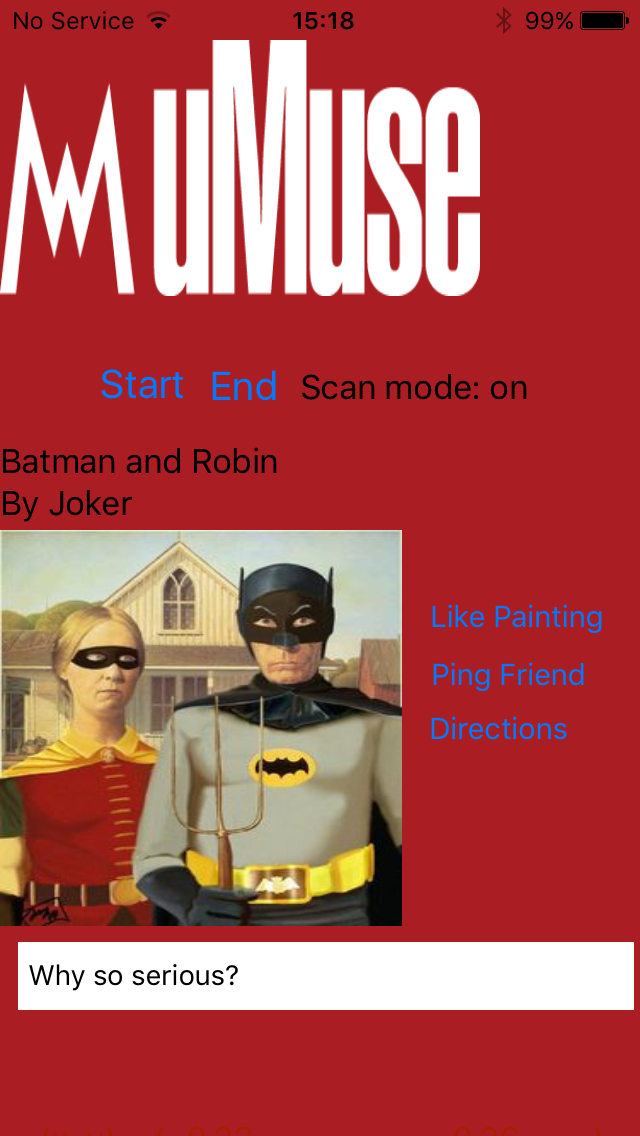 No Service 15:18 99%
uMuse
Start End Scan mode: on
Batman and Robin
By Joker
Like Painting
Ping Friend
Directions
Why so serious?